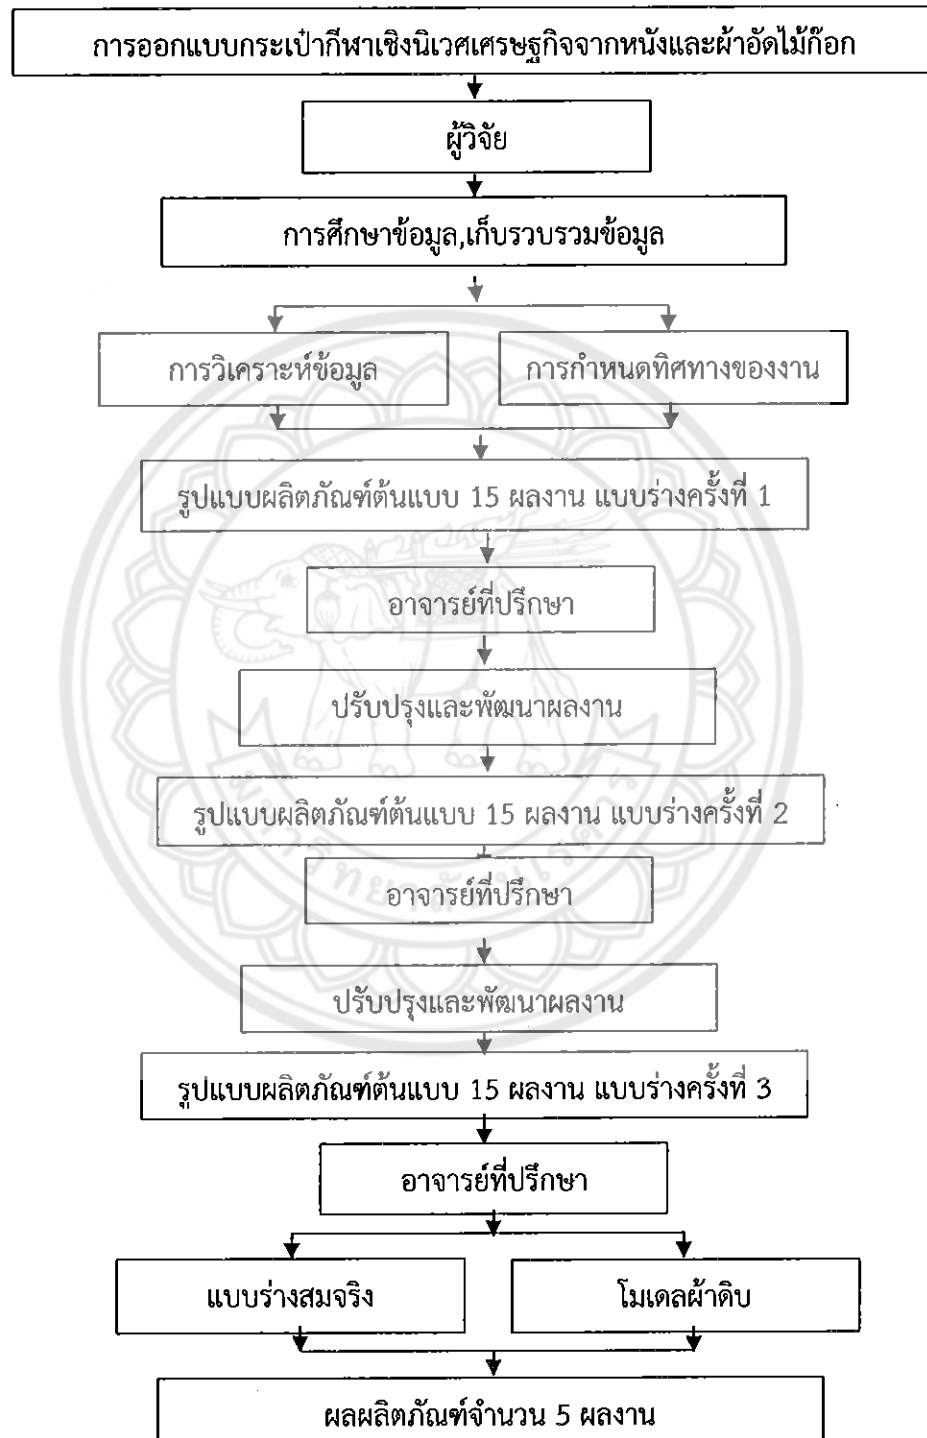 การออกแบบกระเป๋ากีฬาเชิงนิเวศเศรษฐกิจจากหนังและผ้าอัดไม้ก๊อก
ผู้วิจัย
การศึกษาข้อมูล,เก็บรวบรวมข้อมูล
การวิเคราะห์ข้อมูล
การกำหนดทิศทางของงาน
รูปแบบผลิตภัณฑ์ต้นแบบ 15 ผลงาน แบบร่างครั้งที่ 1
อาจารย์ที่ปรึกษา
ปรับปรุงและพัฒนาผลงาน
รูปแบบผลิตภัณฑ์ต้นแบบ 15 ผลงาน แบบร่างครั้งที่ 2
อาจารย์ที่ปรึกษา
ปรับปรุงและพัฒนาผลงาน
รูปแบบผลิตภัณฑ์ต้นแบบ 15 ผลงาน แบบร่างครั้งที่ 3
อาจารย์ที่ปรึกษา
แบบร่างสมจริง
โมเดลผ้าดิบ
ผลผลิตภัณฑ์จำนวน 5 ผลงาน